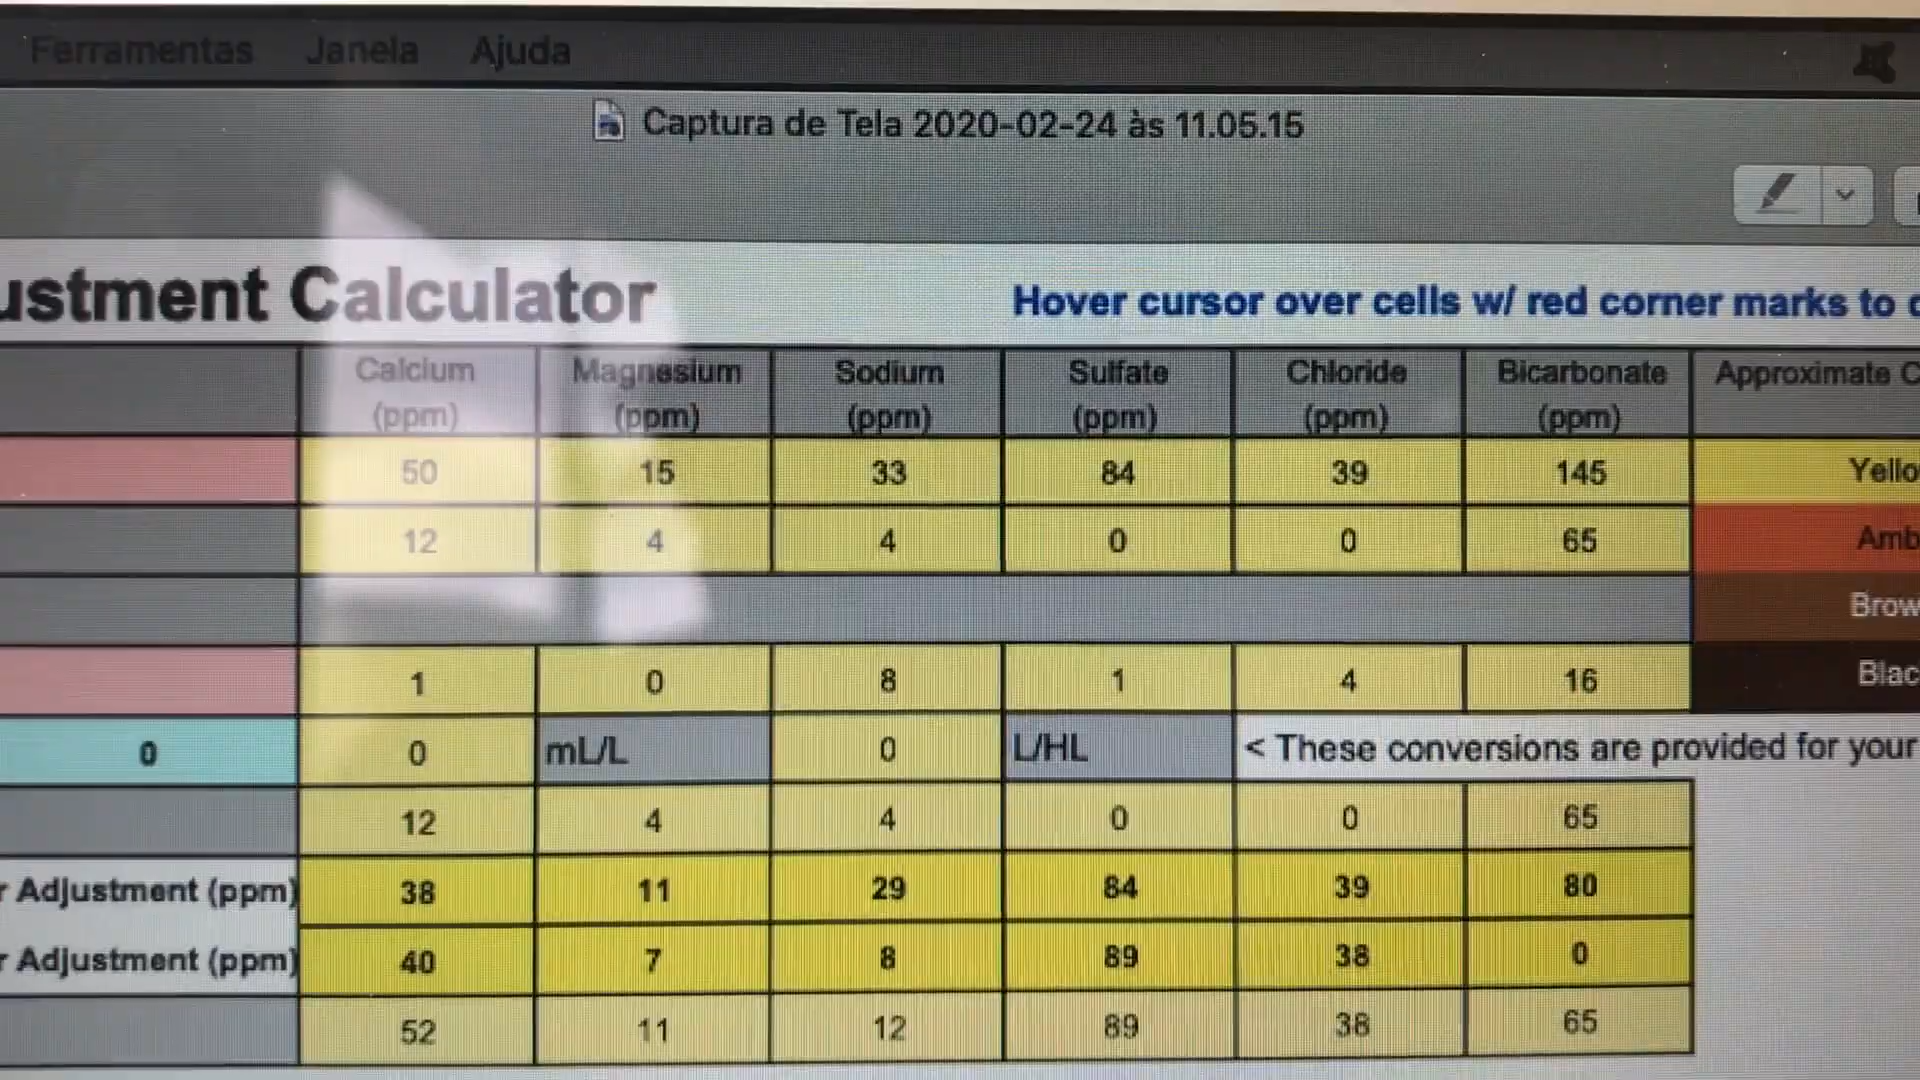 Ferramentas Janela Ajuda
Captura de Tela 2020-02-24 às 11.05.15
ustment Calculator Hover cursor over cells w/ red corner marks to
Calcium (ppm) Magnesium (ppm) Sodium (ppm) Sulfate (ppm) Chloride (ppm) Bicarbonate (ppm) Approximate C
50 15 33 84 39 145 Yello
12 4 4 0 0 65 Amb
Brow
1 0 8 1 4 16 Blac
0 0 mL/L 0 L/HL < These conversions are provided for your
12 4 4 0 0 65
r Adjustment (ppm) 38 11 29 84 39 80
r Adjustment (ppm) 40 7 8 89 38 0
52 11 12 89 38 65